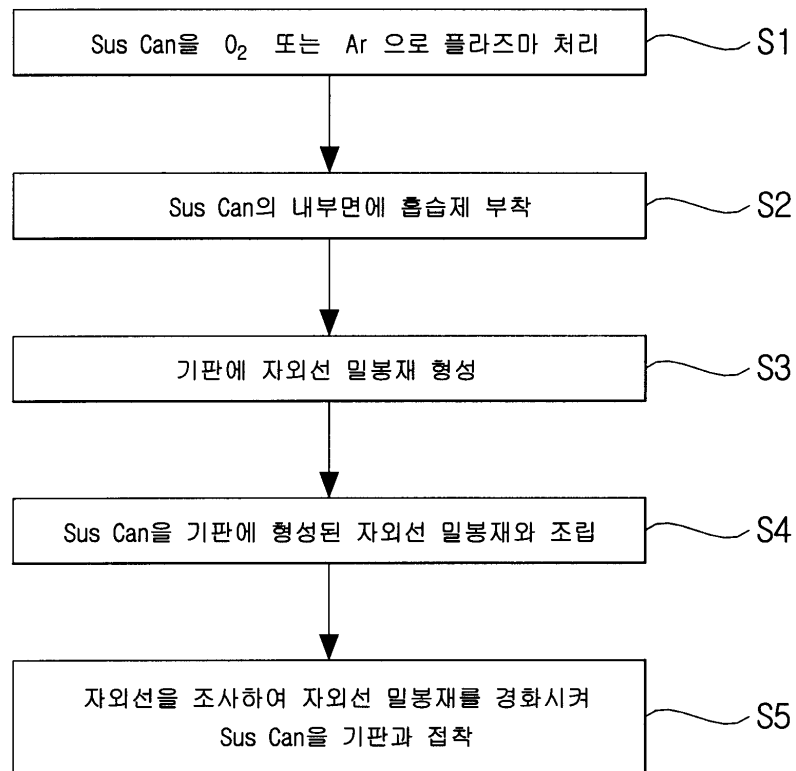 Sus Can을 O2 또는 Ar 으로 플라즈마 처리
S1
Sus Can의 내부면에 흡습제 부착
S2
기판에 자외선 밀봉재 형성
S3
Sus Can을 기판에 형성된 자외선 밀봉재와 조립
S4
자외선을 조사하여 자외선 밀봉재를 경화시켜
Sus Can을 기판과 접착
S5